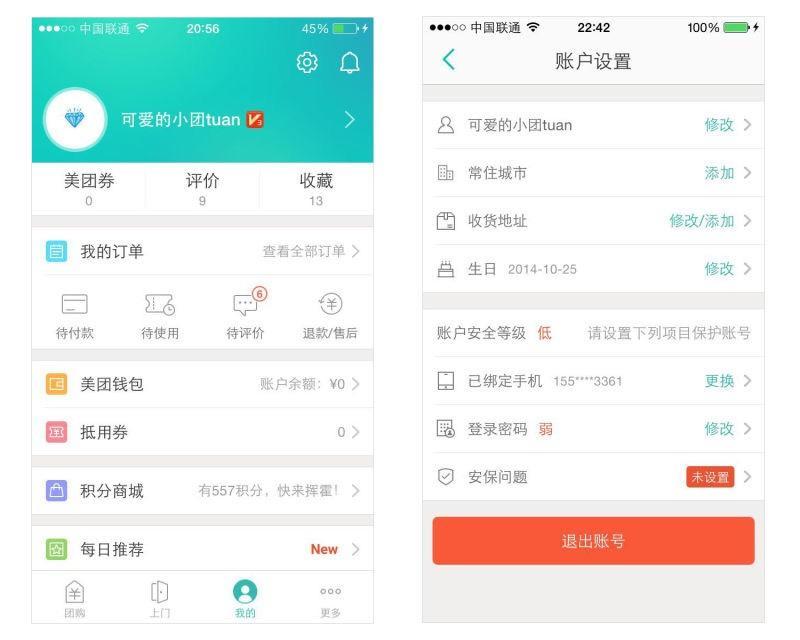 中国联通
20:56
45%
可爱的小团tuan V3
美团券
评价
收藏
0
9
13
我的订单
查看全部订单
6
待付款
待使用
待评价
退款/售后
美团钱包
账户余额：¥0
抵用券
0
积分商城
有557积分，快来挥霍！
每日推荐
New
团购
上门
我的
更多
中国联通
22:42
100%
账户设置
可爱的小团tuan
修改
常住城市
添加
收货地址
修改/添加
生日 2014-10-25
修改
账户安全等级 低
请设置下列项目保护账号
已绑定手机 155****3361
更换
登录密码 弱
修改
安保问题
未设置
退出账号